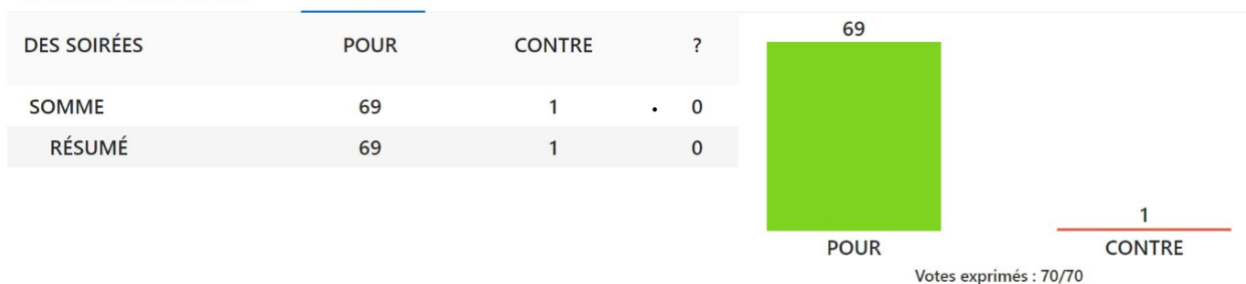 DES SOIRÉES POUR CONTRE ?
SOMME 69 1 . 0
RÉSUMÉ 69 1 0
69
1
POUR CONTRE
Votes exprimés : 70/70